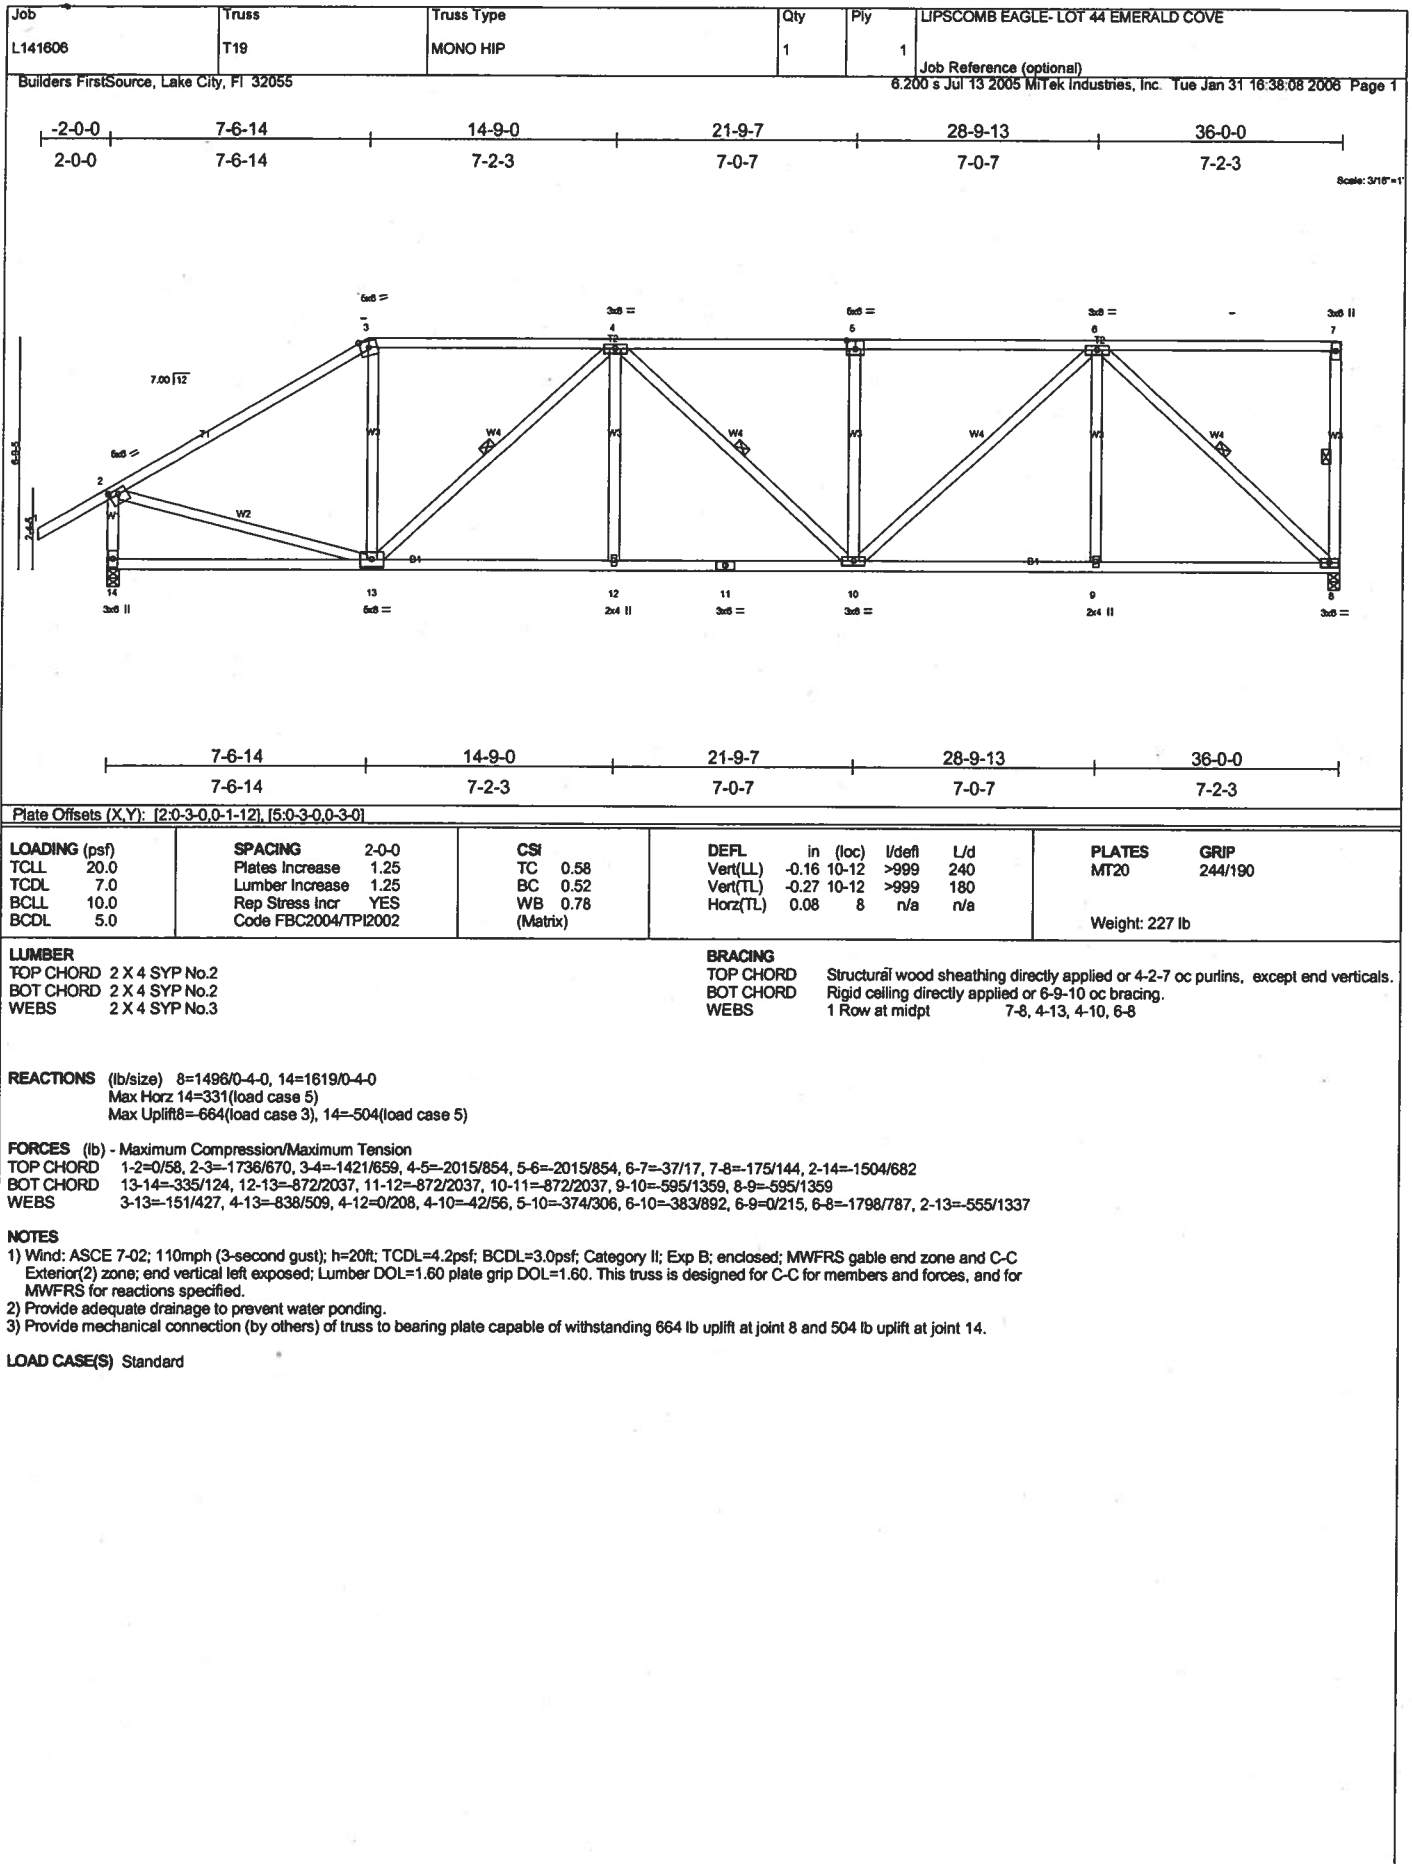 Job Truss Truss Type Qty Ply LIPSCOMB EAGLE- LOT 44 EMERALD COVE
L141606 T19 MONO HIP 1 1
Job Reference (optional)
Builders FirstSource, Lake City, Fl 32055 6.200 s Jul 13 2005 MiTek Industries, Inc. Tue Jan 31 16:38:08 2006 Page 1
-2-0-0 7-6-14 14-9-0 21-9-7 28-9-13 36-0-0
2-0-0 7-6-14 7-2-3 7-0-7 7-0-7 7-2-3
Scale: 3/16"=1'
5x6 = 3x8 = 5x6 = 3x8 = 3x6 II
3 4 5 6 7
T2 T2
7.00 12
T1 W3 W4 W3 W4 W3 W4 W3 W4 W3
6-9-5
5x6 =
2
W1 W2
2-4-5
1
B1 B1
14 13 12 11 10 9 8
3x6 II 5x8 = 2x4 II 3x6 = 3x8 = 2x4 II 3x6 =
7-6-14 14-9-0 21-9-7 28-9-13 36-0-0
7-6-14 7-2-3 7-0-7 7-0-7 7-2-3
Plate Offsets (X,Y): [2:0-3-0,0-1-12], [5:0-3-0,0-3-0]
LOADING (psf) SPACING 2-0-0 CSI DEFL in (loc) l/defl L/d PLATES GRIP
TCLL 20.0 Plates Increase 1.25 TC 0.58 Vert(LL) -0.16 10-12 >999 240 MT20 244/190
TCDL 7.0 Lumber Increase 1.25 BC 0.52 Vert(TL) -0.27 10-12 >999 180
BCLL 10.0 Rep Stress Incr YES WB 0.78 Horz(TL) 0.08 8 n/a n/a
BCDL 5.0 Code FBC2004/TPI2002 (Matrix) Weight: 227 lb
LUMBER
TOP CHORD 2 X 4 SYP No.2
BOT CHORD 2 X 4 SYP No.2
WEBS 2 X 4 SYP No.3
BRACING
TOP CHORD Structural wood sheathing directly applied or 4-2-7 oc purlins, except end verticals.
BOT CHORD Rigid ceiling directly applied or 6-9-10 oc bracing.
WEBS 1 Row at midpt 7-8, 4-13, 4-10, 6-8
REACTIONS (lb/size) 8=1496/0-4-0, 14=1619/0-4-0
Max Horz 14=331(load case 5)
Max Uplift8=-664(load case 3), 14=-504(load case 5)
FORCES (lb) - Maximum Compression/Maximum Tension
TOP CHORD 1-2=0/58, 2-3=-1736/670, 3-4=-1421/659, 4-5=-2015/854, 5-6=-2015/854, 6-7=-37/17, 7-8=-175/144, 2-14=-1504/682
BOT CHORD 13-14=-335/124, 12-13=-872/2037, 11-12=-872/2037, 10-11=-872/2037, 9-10=-595/1359, 8-9=-595/1359
WEBS 3-13=-151/427, 4-13=-838/509, 4-12=0/208, 4-10=-42/56, 5-10=-374/306, 6-10=-383/892, 6-9=0/215, 6-8=-1798/787, 2-13=-555/1337
NOTES
1) Wind: ASCE 7-02; 110mph (3-second gust); h=20ft; TCDL=4.2psf; BCDL=3.0psf; Category II; Exp B; enclosed; MWFRS gable end zone and C-C
Exterior(2) zone; end vertical left exposed; Lumber DOL=1.60 plate grip DOL=1.60. This truss is designed for C-C for members and forces, and for
MWFRS for reactions specified.
2) Provide adequate drainage to prevent water ponding.
3) Provide mechanical connection (by others) of truss to bearing plate capable of withstanding 664 lb uplift at joint 8 and 504 lb uplift at joint 14.
LOAD CASE(S) Standard